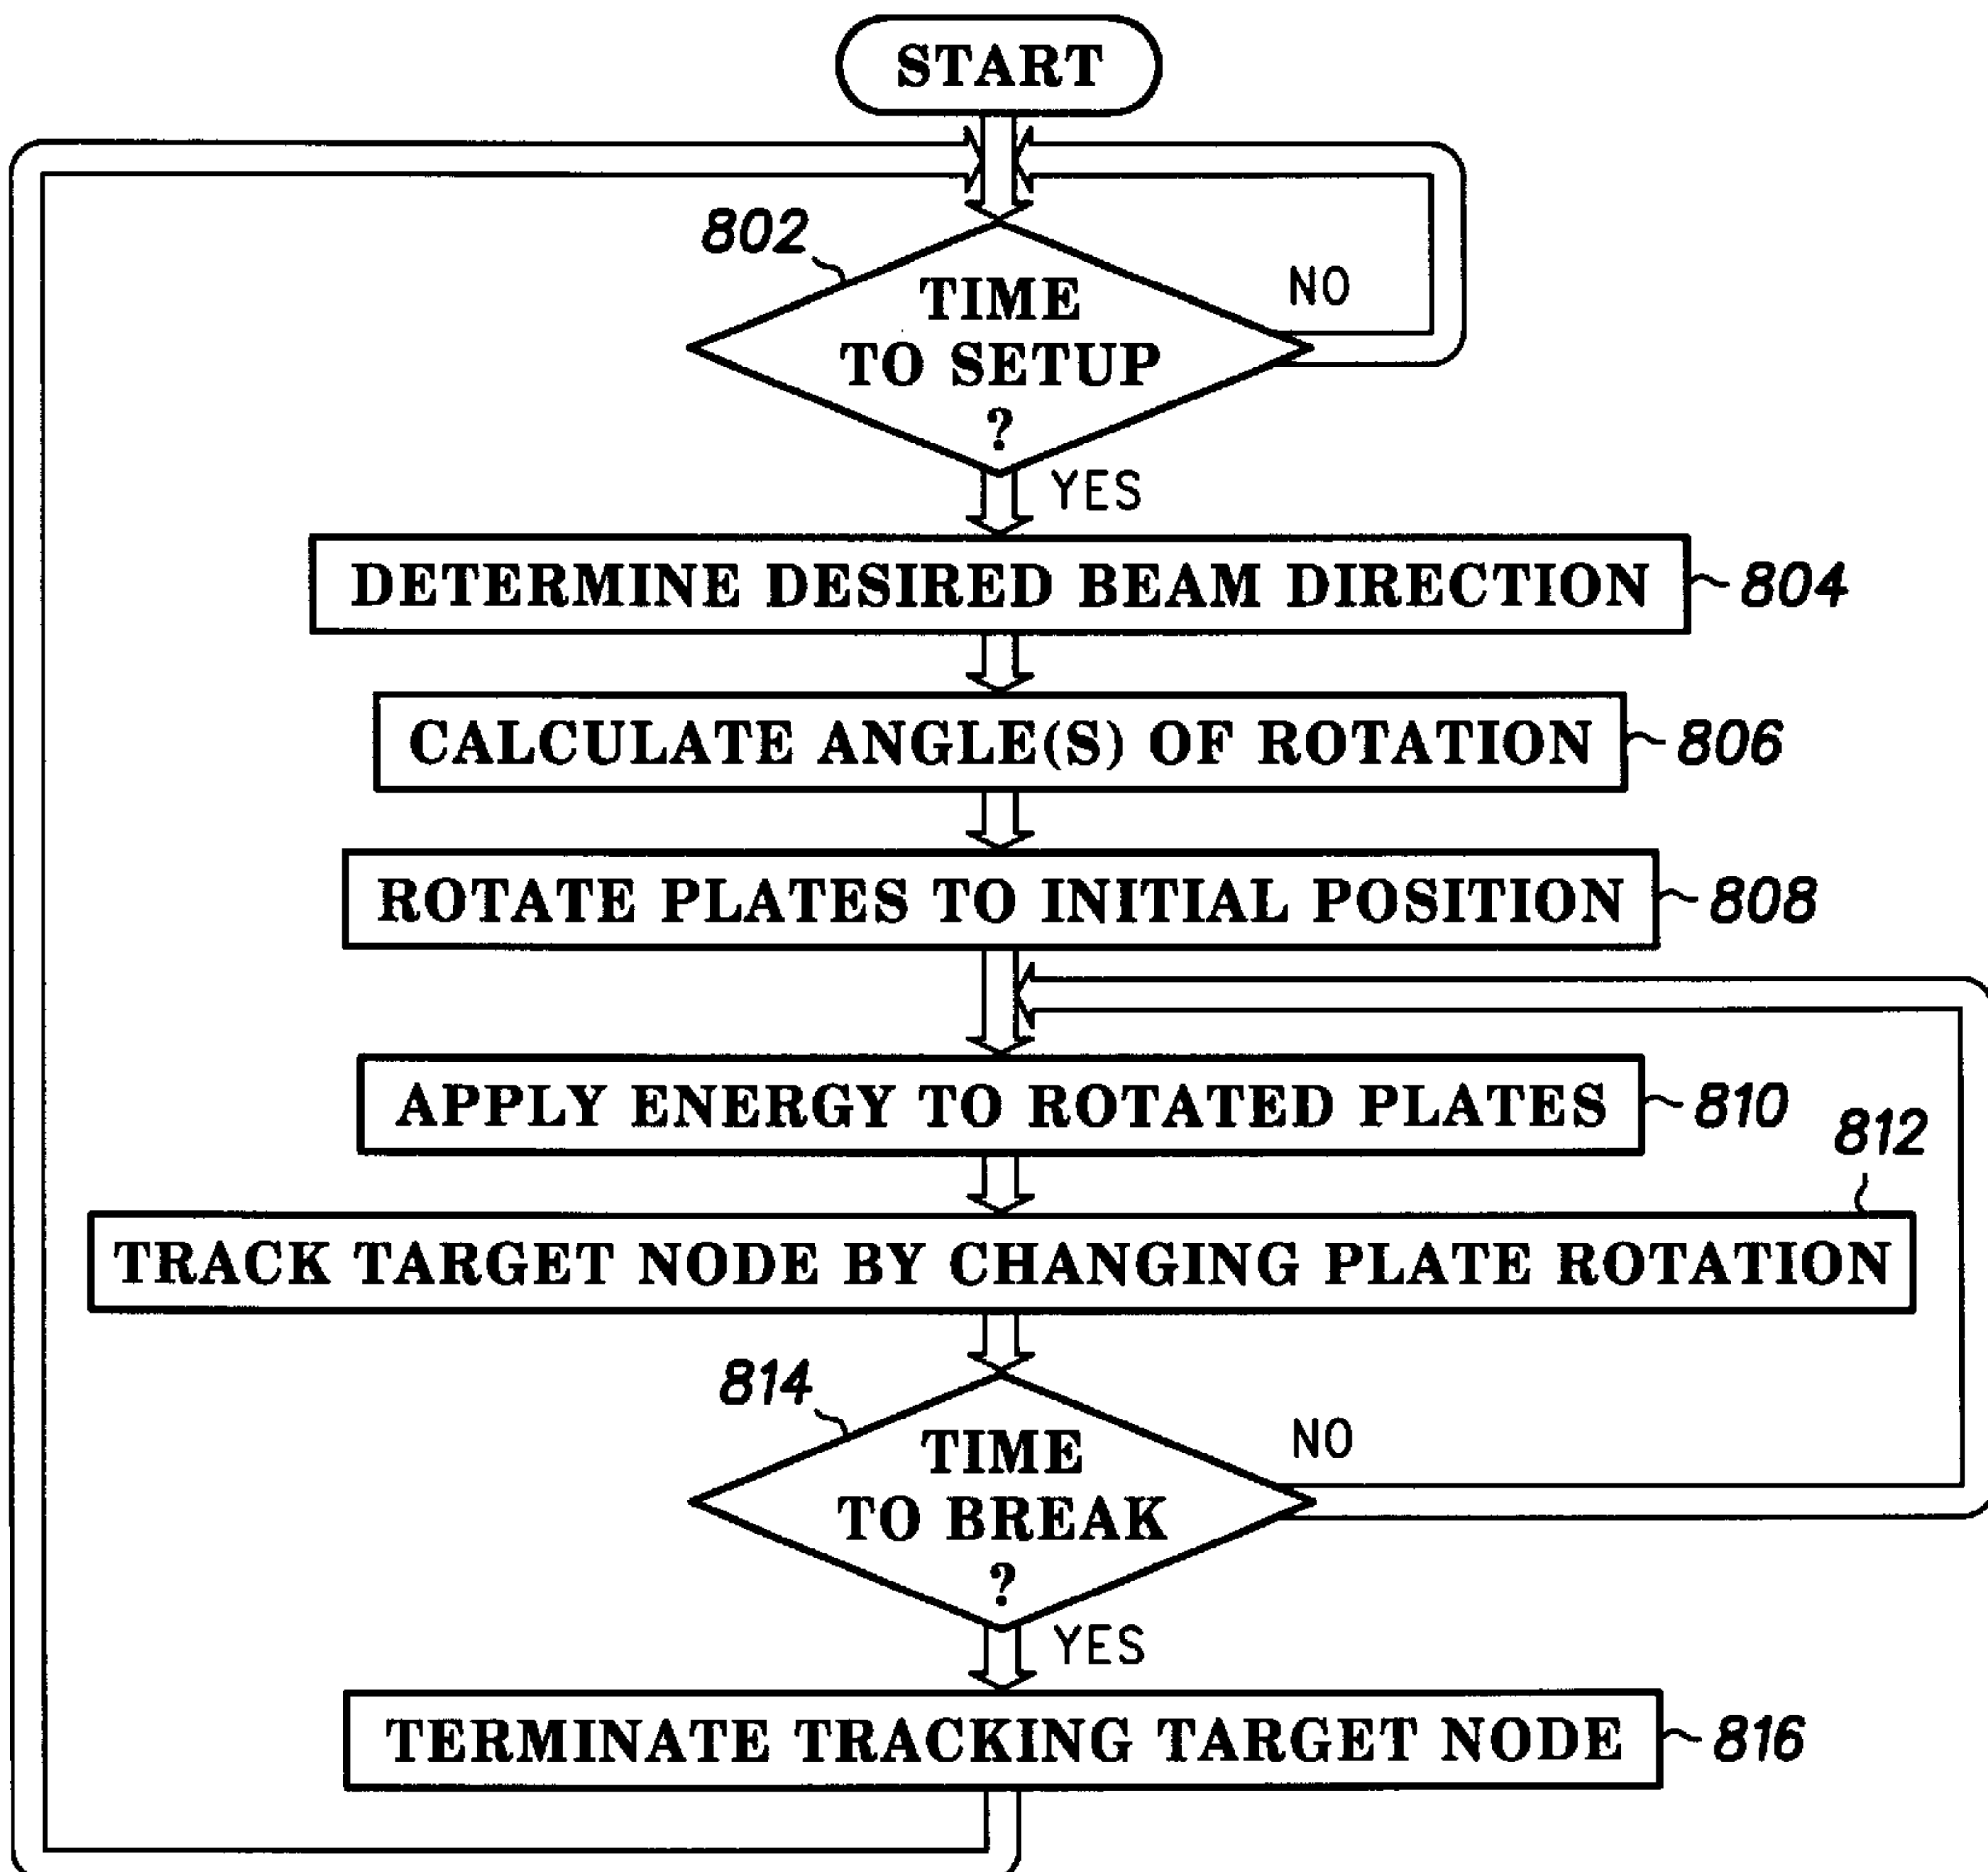 START
802
TIME
TO SETUP
?
NO
YES
DETERMINE DESIRED BEAM DIRECTION
804
CALCULATE ANGLE(S) OF ROTATION
806
ROTATE PLATES TO INITIAL POSITION
808
APPLY ENERGY TO ROTATED PLATES
810
812
TRACK TARGET NODE BY CHANGING PLATE ROTATION
814
TIME
TO BREAK
?
NO
YES
TERMINATE TRACKING TARGET NODE
816